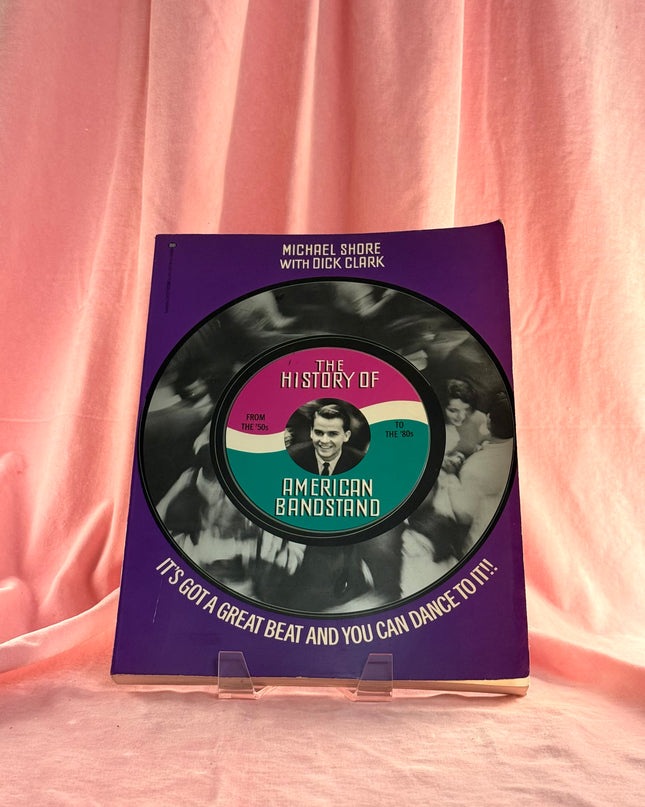 MICHAEL SHORE
WITH DICK CLARK
THE
HISTORY OF
FROM
THE '50s
TO
THE '80s
AMERICAN
BANDSTAND
IT'S GOT A GREAT BEAT AND YOU CAN DANCE TO IT!!